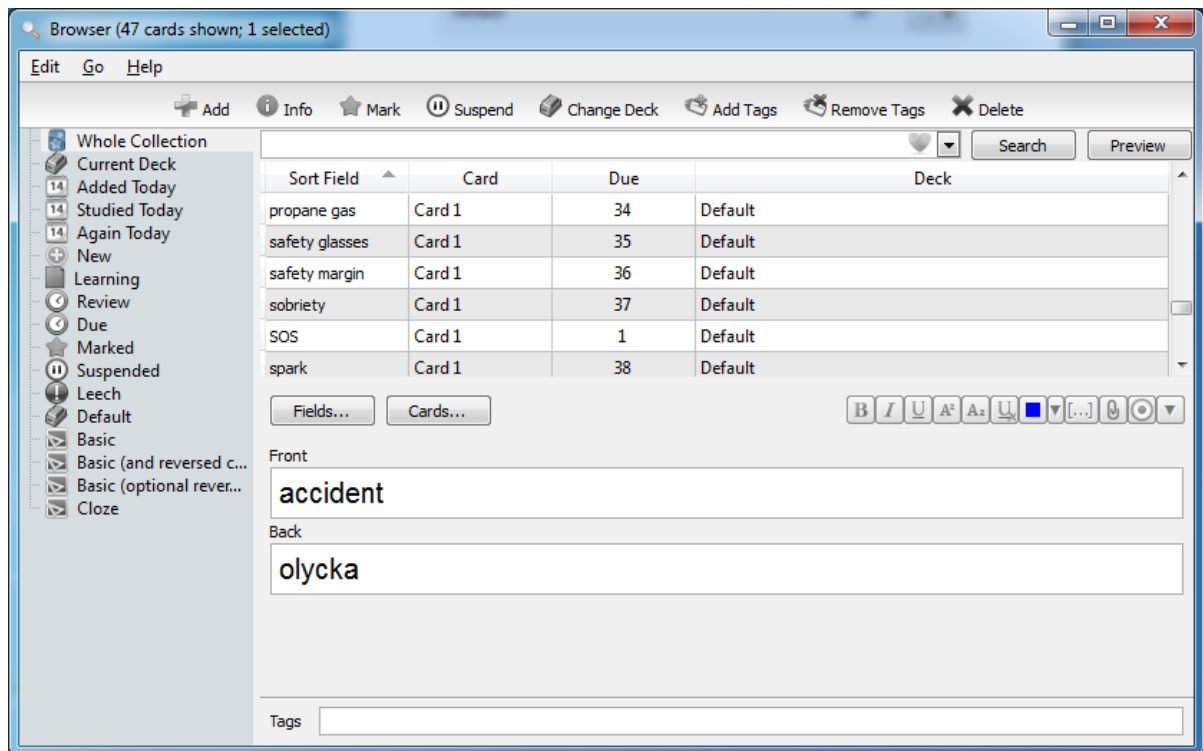 Browser (47 cards shown; 1 selected)
Edit Go Help
Add Info Mark Suspend Change Deck Add Tags Remove Tags Delete
Whole Collection
Current Deck
14 Added Today
14 Studied Today
14 Again Today
New
Learning
Review
Due
Marked
Suspended
Leech
Default
Basic
Basic (and reversed c...
Basic (optional rever...
Cloze
Search Preview
Sort Field Card Due Deck
propane gas Card 1 34 Default
safety glasses Card 1 35 Default
safety margin Card 1 36 Default
sobriety Card 1 37 Default
SOS Card 1 1 Default
spark Card 1 38 Default
Fields... Cards... B I U A² A₂ U [...]
Front
accident
Back
olycka
Tags